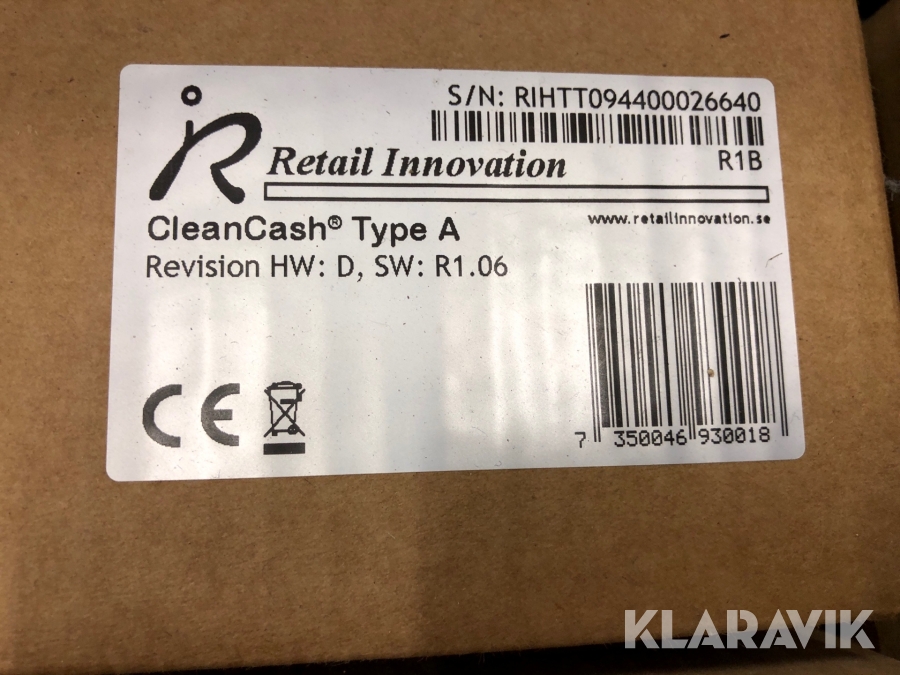 S/N: RIHTT094400026640
R1B
iR Retail Innovation
www.retailinnovation.se
CleanCash® Type A
Revision HW: D, SW: R1.06
CE
7 350046 930018
KLARAVIK